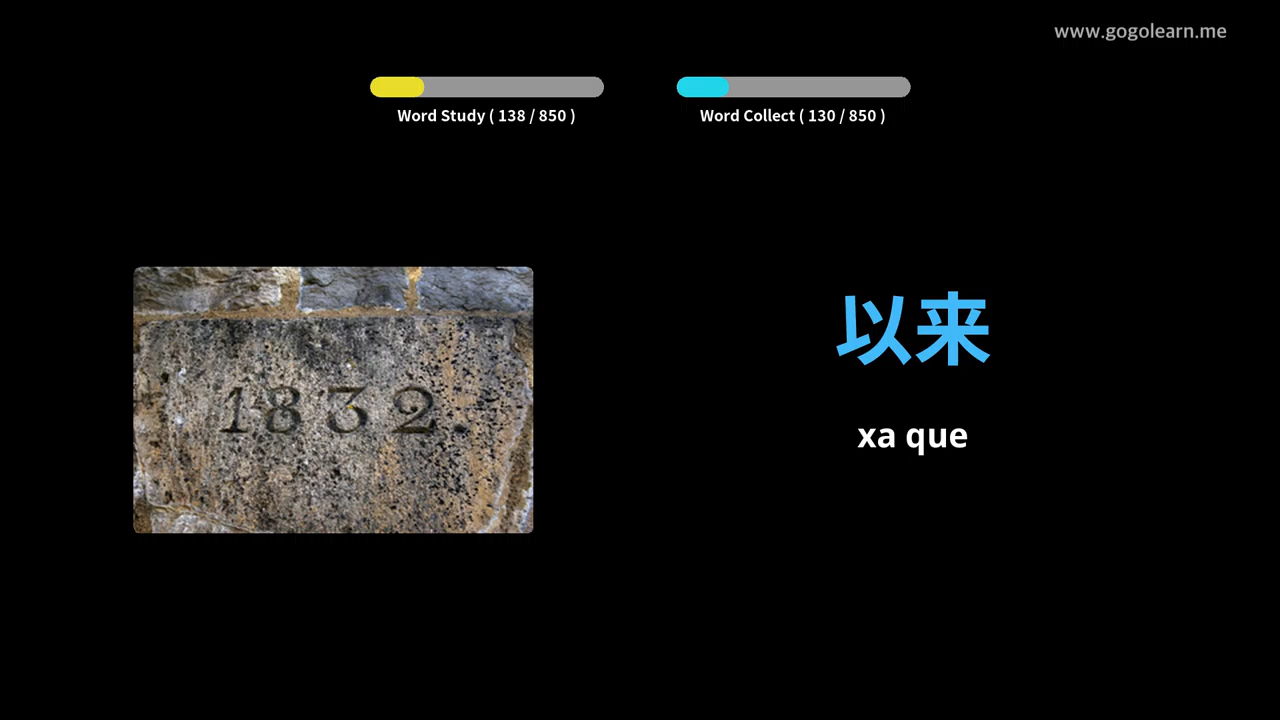 www.gogolearn.me
Word Study ( 138 / 850 )
Word Collect ( 130 / 850 )
1832.
以来
xa que